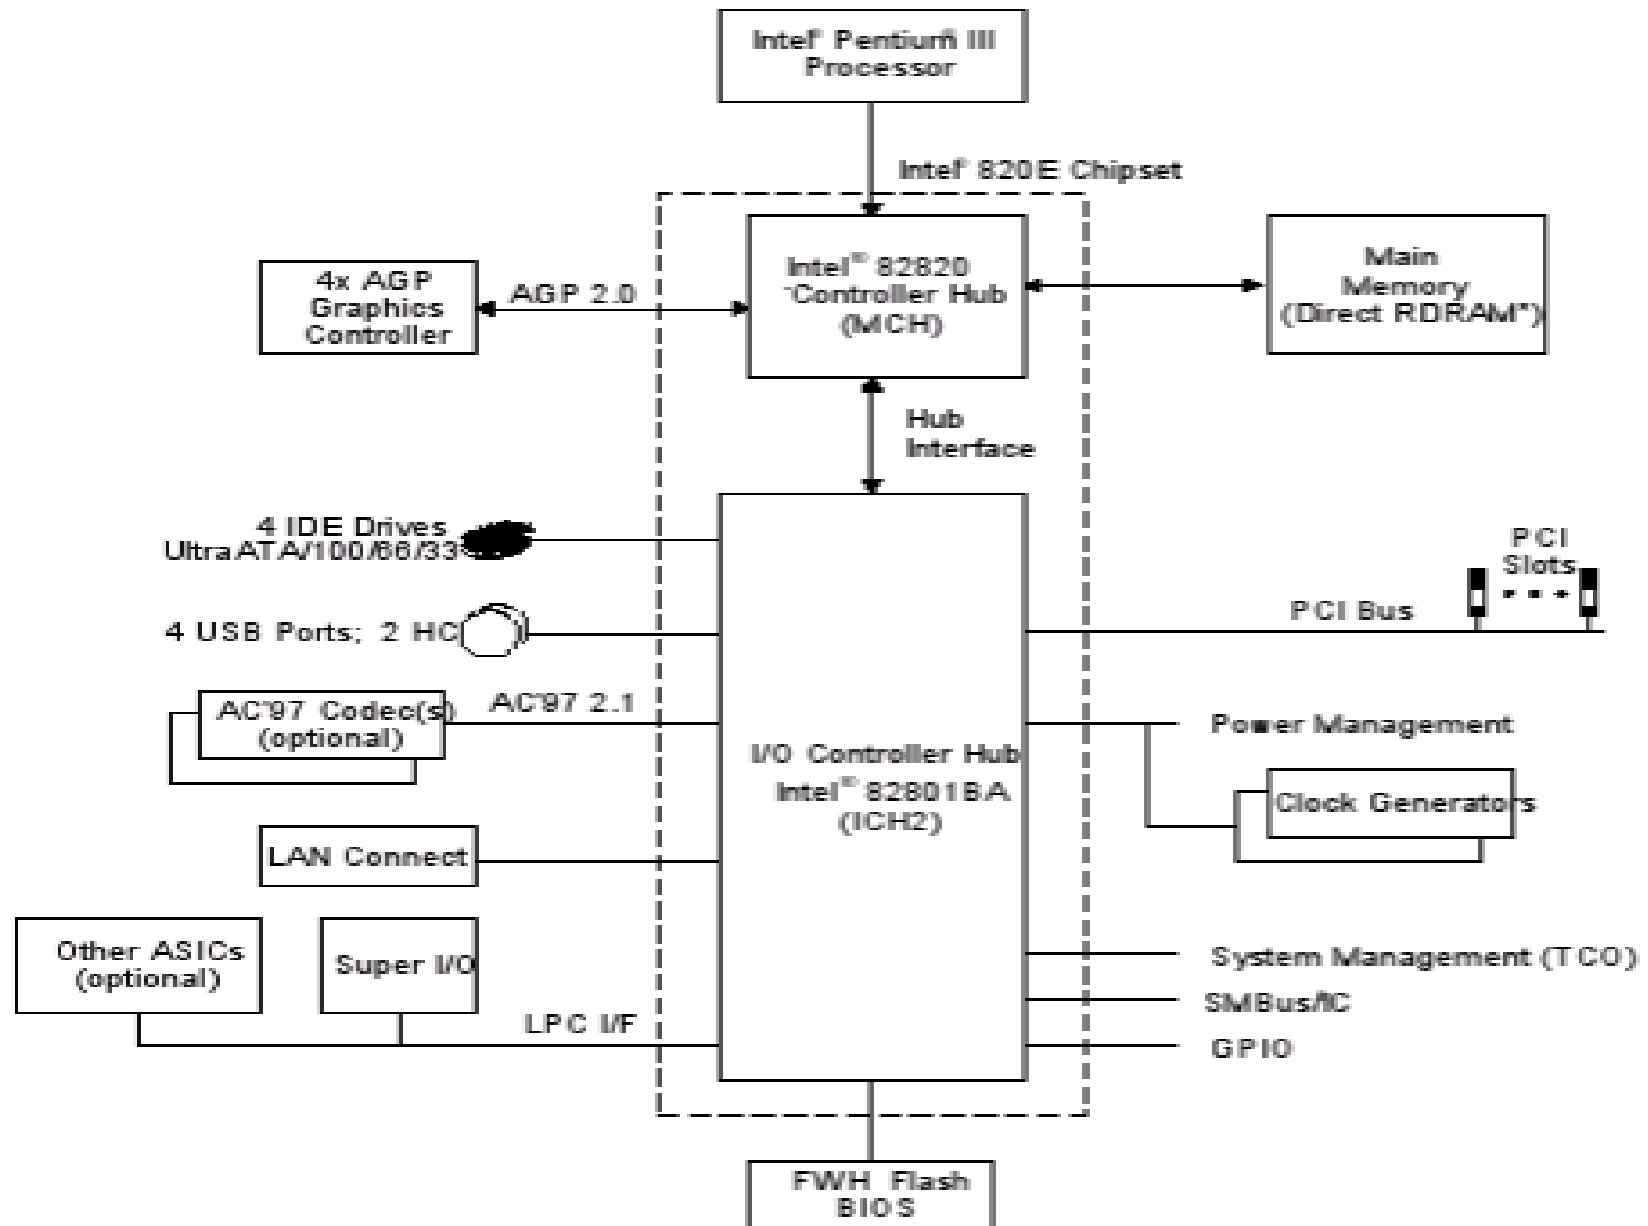 Intel® Pentium® III
Processor
Intel® 820E Chipset
Intel® 82820
Controller Hub
(MCH)
4x AGP
Graphics
Controller
AGP 2.0
Main
Memory
(Direct RDRAM*)
Hub
Interface
4 IDE Drives
UltraATA/100/66/33
4 USB Ports; 2 HC
AC'97 Codec(s)
(optional)
AC'97 2.1
LAN Connect
Other ASICs
(optional)
Super I/O
LPC I/F
I/O Controller Hub
Intel® 82801BA
(ICH2)
PCI
Slots
PCI Bus
Power Management
Clock Generators
System Management (TCO)
SMBus/IC
GPIO
FWH Flash
BIOS